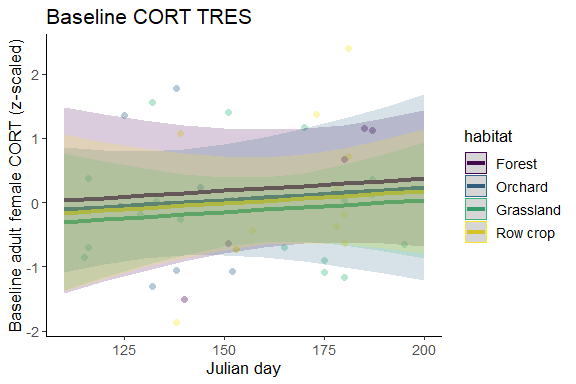 Baseline CORT TRES
Baseline adult female CORT (z-scaled)
2
1
0
-1
-2
125
150
175
200
Julian day
habitat
Forest
Orchard
Grassland
Row crop